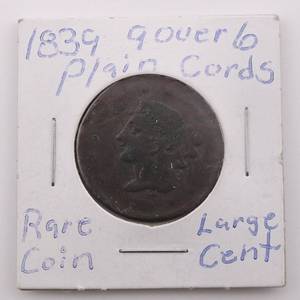 1839 9 over 6
Plain Cords
Rare Large
Coin Cent